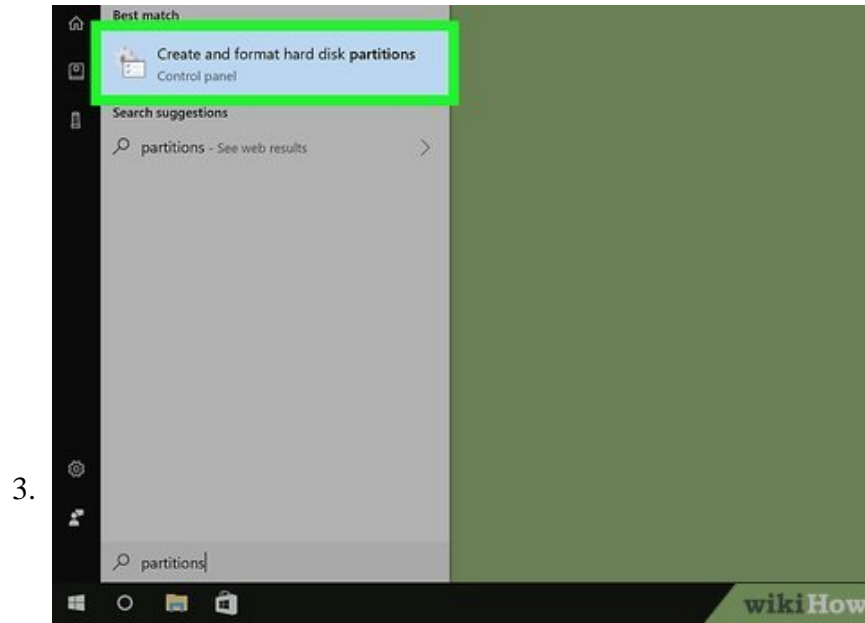 Best match
Create and format hard disk partitions
Control panel
Search suggestions
partitions - See web results
3.
partitions
wikiHow